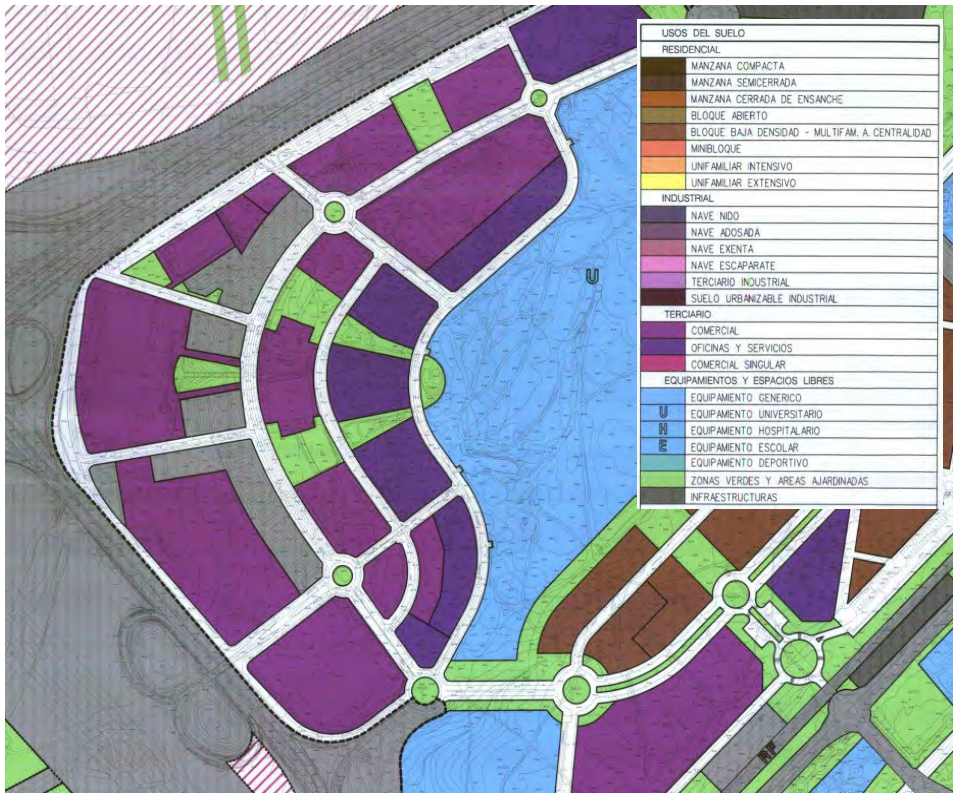 USOS DEL SUELO
RESIDENCIAL
MANZANA COMPACTA
MANZANA SEMICERRADA
MANZANA CERRADA DE ENSANCHE
BLOQUE ABIERTO
BLOQUE BAJA DENSIDAD - MULTIFAM. A. CENTRALIDAD
MINIBLOQUE
UNIFAMILIAR INTENSIVO
UNIFAMILIAR EXTENSIVO
INDUSTRIAL
NAVE NIDO
NAVE ADOSADA
NAVE EXENTA
NAVE ESCAPARATE
TERCIARIO INDUSTRIAL
SUELO URBANIZABLE INDUSTRIAL
TERCIARIO
COMERCIAL
OFICINAS Y SERVICIOS
COMERCIAL SINGULAR
EQUIPAMIENTOS Y ESPACIOS LIBRES
EQUIPAMIENTO GENERICO
U EQUIPAMIENTO UNIVERSITARIO
H EQUIPAMIENTO HOSPITALARIO
E EQUIPAMIENTO ESCOLAR
EQUIPAMIENTO DEPORTIVO
ZONAS VERDES Y AREAS AJARDINADAS
INFRAESTRUCTURAS
U